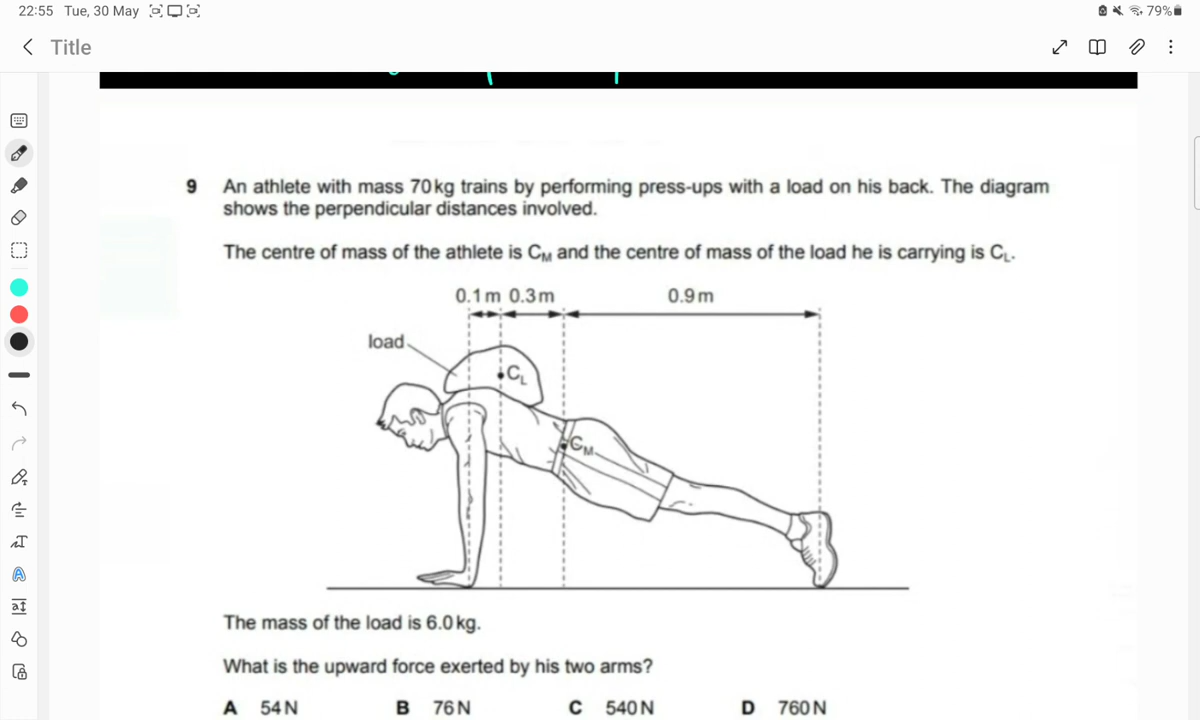 22:55 Tue, 30 May 79%
Title
9 An athlete with mass 70 kg trains by performing press-ups with a load on his back. The diagram
shows the perpendicular distances involved.
The centre of mass of the athlete is CM and the centre of mass of the load he is carrying is CL.
0.1 m 0.3 m 0.9 m
load
CL
CM
The mass of the load is 6.0 kg.
What is the upward force exerted by his two arms?
A 54 N B 76 N C 540 N D 760 N